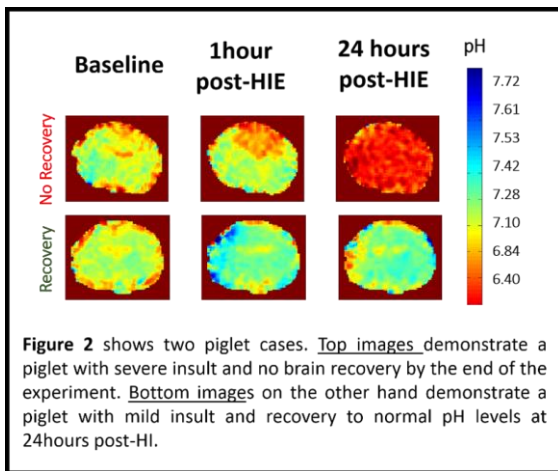 Baseline
1hour
post-HIE
24 hours
post-HIE
pH
No Recovery
Recovery
7.72
7.61
7.53
7.42
7.28
7.10
6.84
6.40
Figure 2 shows two piglet cases. Top images demonstrate a
piglet with severe insult and no brain recovery by the end of the
experiment. Bottom images on the other hand demonstrate a
piglet with mild insult and recovery to normal pH levels at
24hours post-HI.